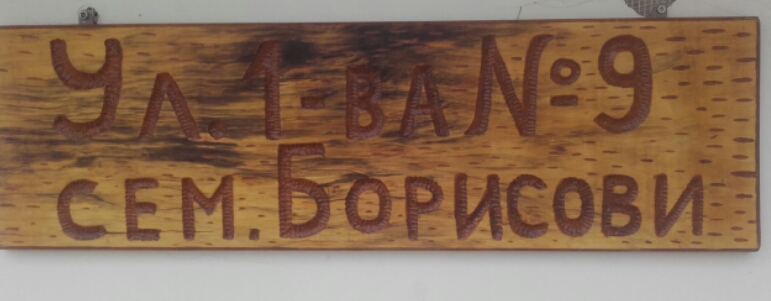 Ул. 1-ва №9
сем. Борисови